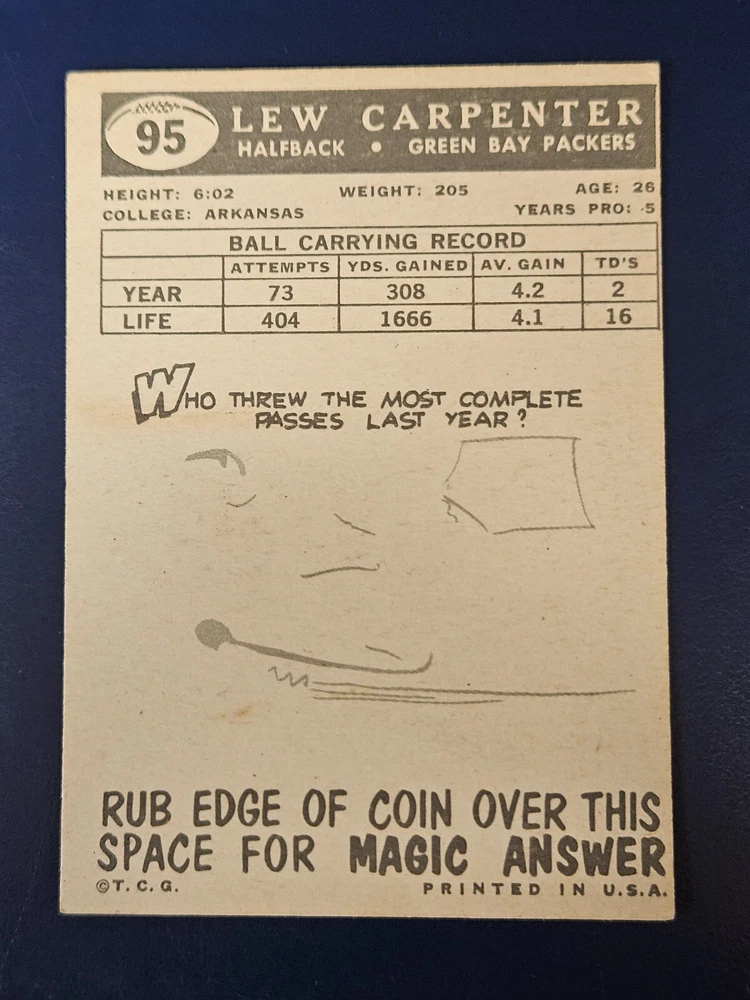 95
LEW CARPENTER
HALFBACK • GREEN BAY PACKERS
HEIGHT: 6:02 WEIGHT: 205 AGE: 26
COLLEGE: ARKANSAS YEARS PRO: 5
BALL CARRYING RECORD
ATTEMPTS YDS. GAINED AV. GAIN TD'S
YEAR 73 308 4.2 2
LIFE 404 1666 4.1 16
WHO THREW THE MOST COMPLETE
PASSES LAST YEAR?
RUB EDGE OF COIN OVER THIS
SPACE FOR MAGIC ANSWER
©T. C. G. PRINTED IN U.S.A.